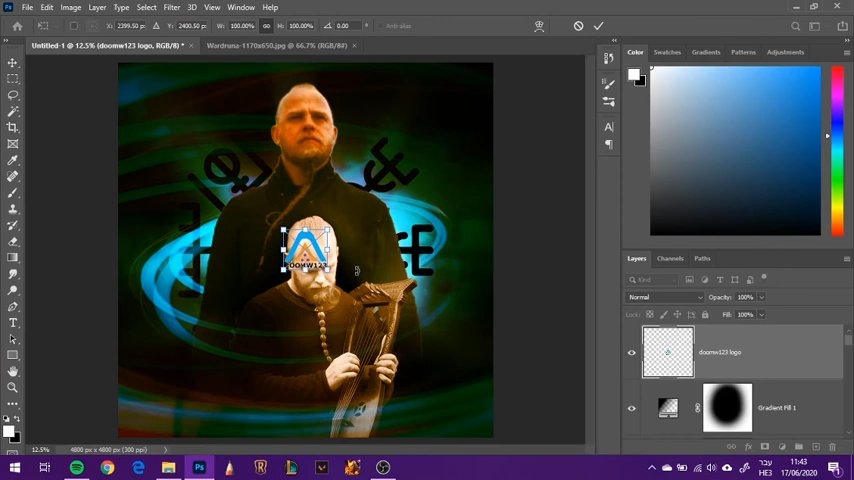 File Edit Image Layer Type Select Filter 3D View Window Help
X: 2399.50 px Y: 2400.50 px W: 100.00% H: 100.00% 0.00 Anti-alias
Untitled-1 @ 12.5% (doomw123 logo, RGB/8) * × Wardruna-1170x650.jpg @ 66.7% (RGB/8#) ×
Color Swatches Gradients Patterns Adjustments
DOOMW123
Layers Channels Paths
Kind
Normal Opacity: 100%
Lock: Fill: 100%
doomw123 logo
Gradient Fill 1
12.5% 4800 px x 4800 px (300 ppi)
עבר 11:43
HE3 17/06/2020